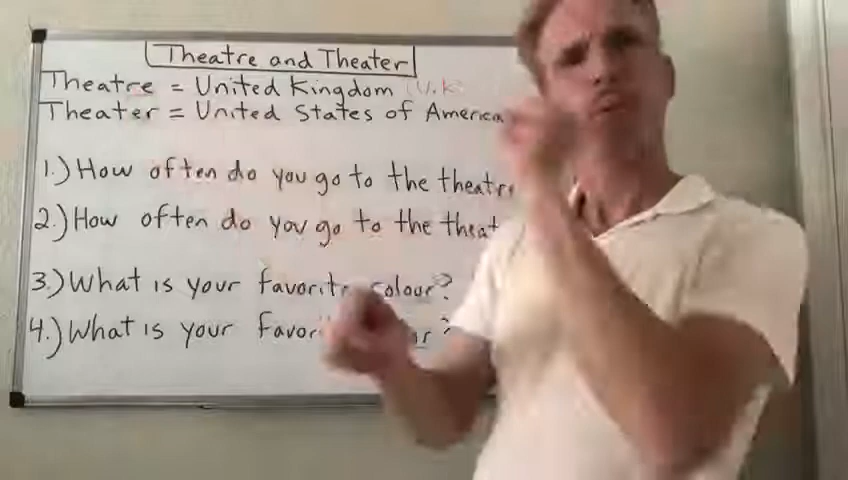 Theatre and Theater
Theatre = United Kingdom (U.K
Theater = United States of America
1.) How often do you go to the
2.) How often do you go to the
3.) What is your colour?
4.) What is your